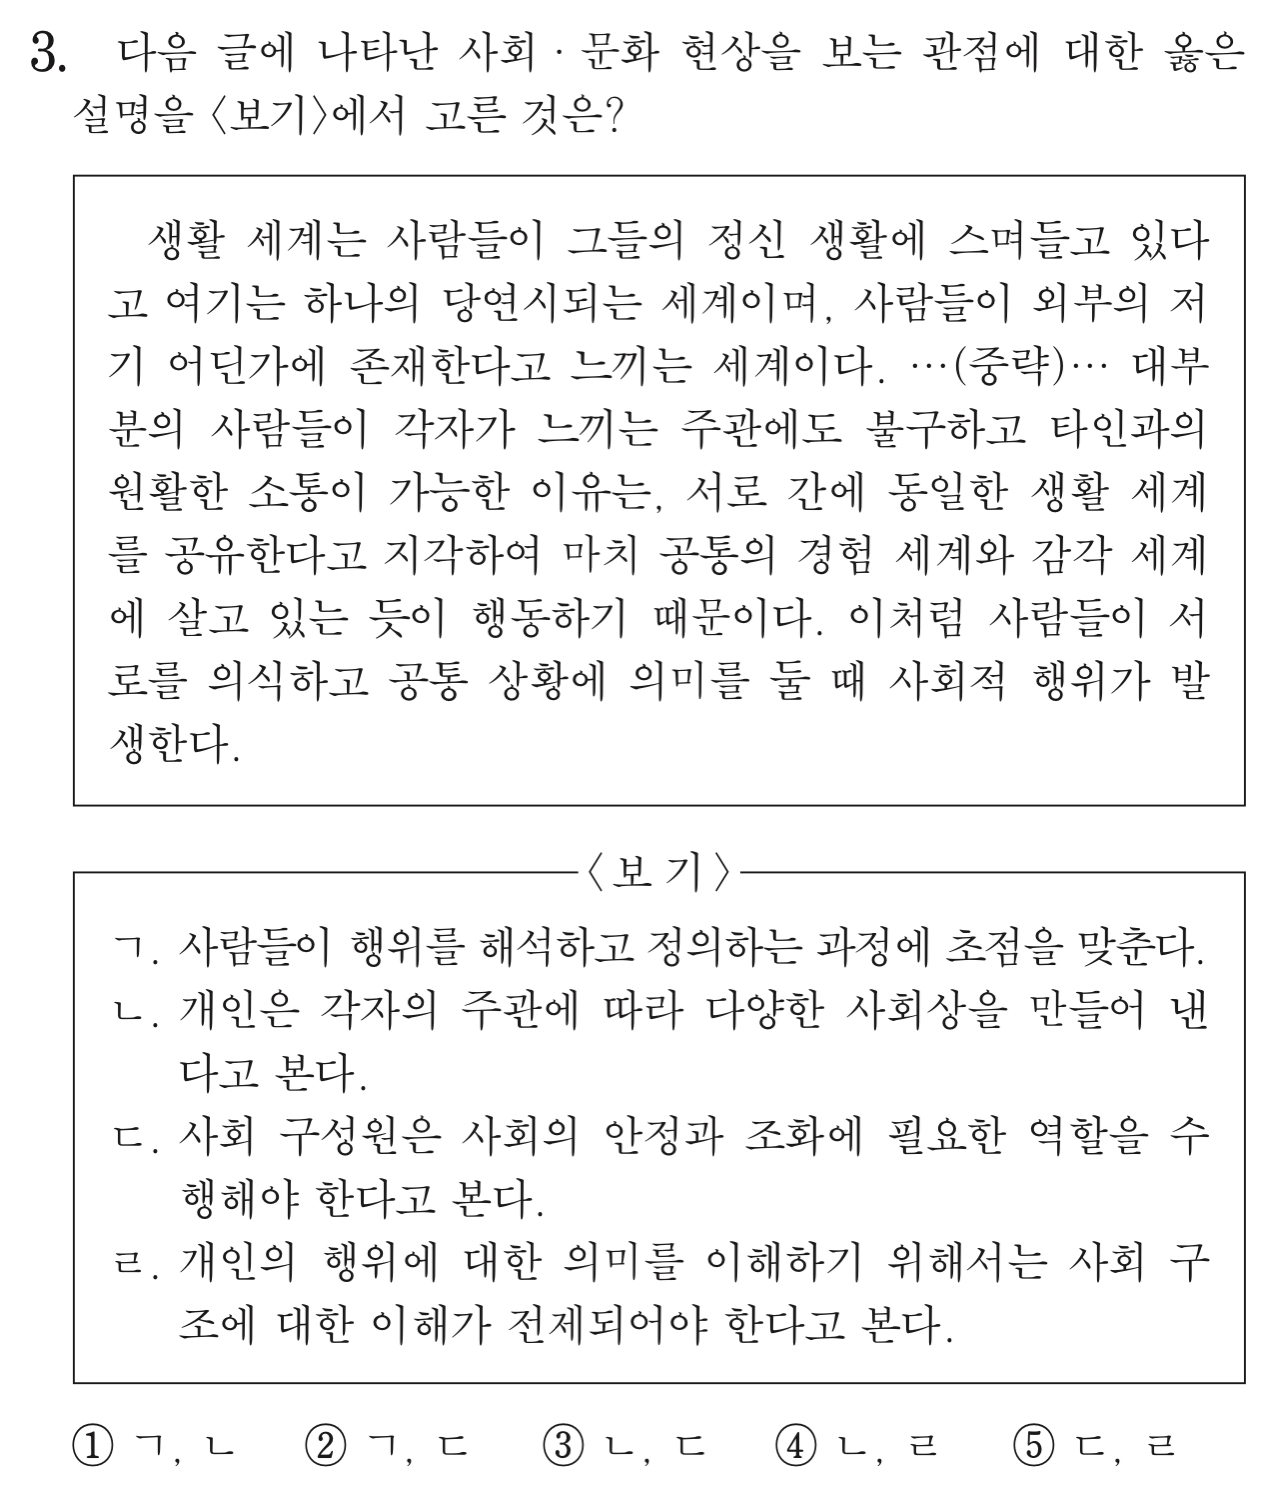 3. 다음 글에 나타난 사회·문화 현상을 보는 관점에 대한 옳은
설명을 〈보기〉에서 고른 것은?
생활 세계는 사람들이 그들의 정신 생활에 스며들고 있다
고 여기는 하나의 당연시되는 세계이며, 사람들이 외부의 저
기 어딘가에 존재한다고 느끼는 세계이다. …(중략)… 대부
분의 사람들이 각자가 느끼는 주관에도 불구하고 타인과의
원활한 소통이 가능한 이유는, 서로 간에 동일한 생활 세계
를 공유한다고 지각하여 마치 공통의 경험 세계와 감각 세계
에 살고 있는 듯이 행동하기 때문이다. 이처럼 사람들이 서
로를 의식하고 공통 상황에 의미를 둘 때 사회적 행위가 발
생한다.
〈보 기〉
ㄱ. 사람들이 행위를 해석하고 정의하는 과정에 초점을 맞춘다.
ㄴ. 개인은 각자의 주관에 따라 다양한 사회상을 만들어 낸
다고 본다.
ㄷ. 사회 구성원은 사회의 안정과 조화에 필요한 역할을 수
행해야 한다고 본다.
ㄹ. 개인의 행위에 대한 의미를 이해하기 위해서는 사회 구
조에 대한 이해가 전제되어야 한다고 본다.
① ㄱ, ㄴ ② ㄱ, ㄷ ③ ㄴ, ㄷ ④ ㄴ, ㄹ ⑤ ㄷ, ㄹ